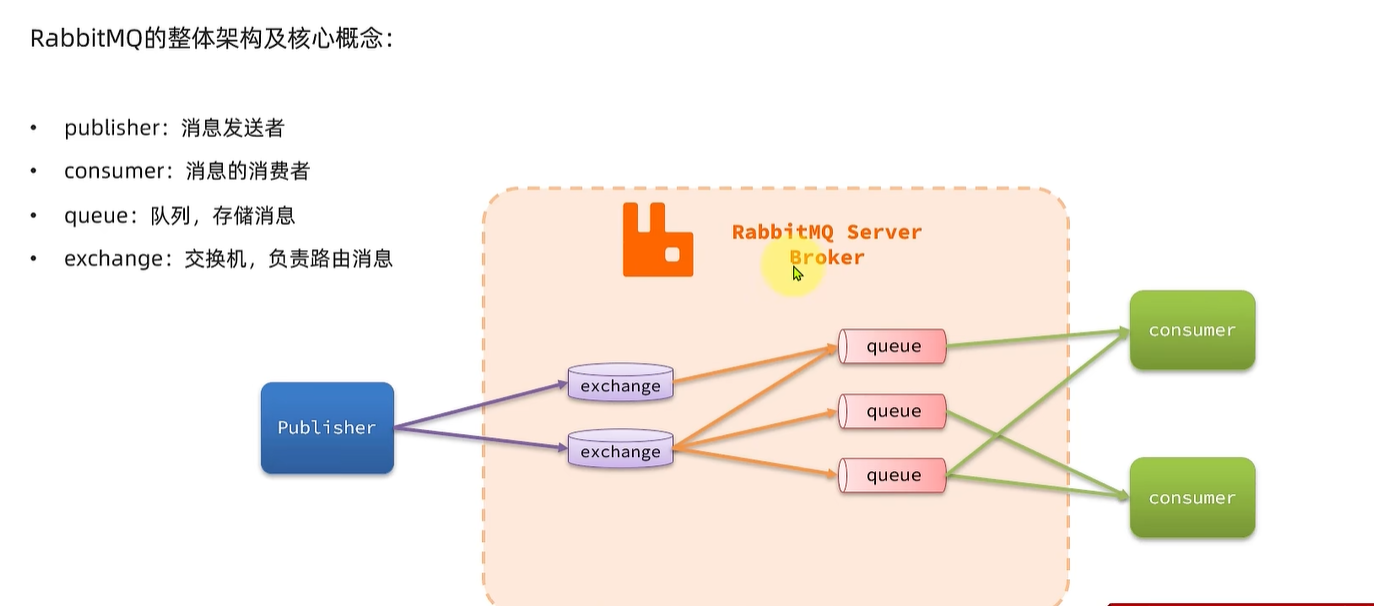 RabbitMQ的整体架构及核心概念：
• publisher：消息发送者
• consumer：消息的消费者
• queue：队列，存储消息
• exchange：交换机，负责路由消息
RabbitMQ Server
Broker
Publisher
exchange
exchange
queue
queue
queue
consumer
consumer